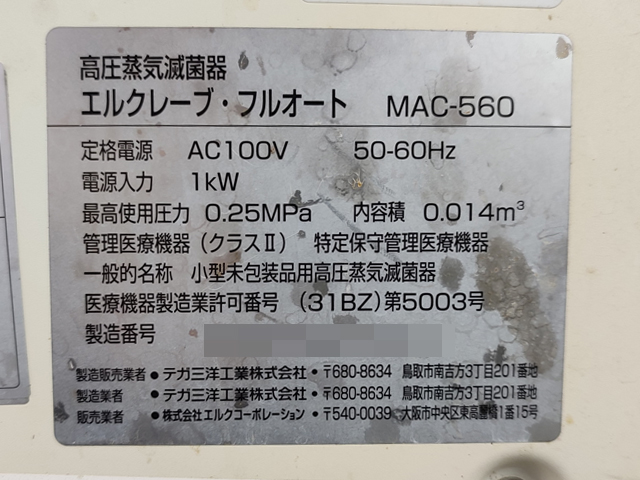 高圧蒸気滅菌器
エルクレーブ・フルオート MAC-560
定格電源 AC100V 50-60Hz
電源入力 1kW
最高使用圧力 0.25MPa 内容積 0.014m³
管理医療機器（クラスⅡ） 特定保守管理医療機器
一般的名称 小型未包装品用高圧蒸気滅菌器
医療機器製造業許可番号 （31BZ）第5003号
製造番号
製造販売業者 ● テガ三洋工業株式会社 ● 〒680-8634 鳥取市南吉方3丁目201番地
製造業者 ● テガ三洋工業株式会社 ● 〒680-8634 鳥取市南吉方3丁目201番地
販売業者 ● 株式会社エルクコーポレーション ● 〒540-0039 大阪市中央区東高麗橋1番15号